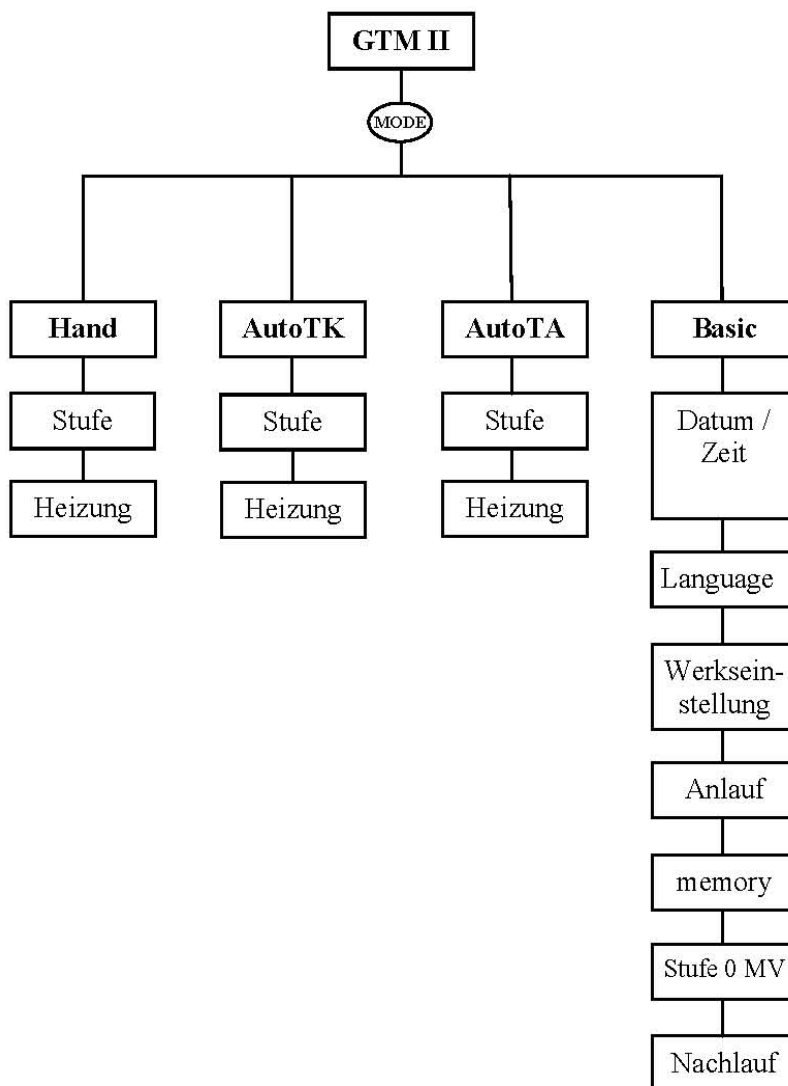 GTM II
MODE
Hand
AutoTK
AutoTA
Basic
Stufe
Stufe
Stufe
Datum /
Zeit
Heizung
Heizung
Heizung
Language
Werksein-
stellung
Anlauf
memory
Stufe 0 MV
Nachlauf